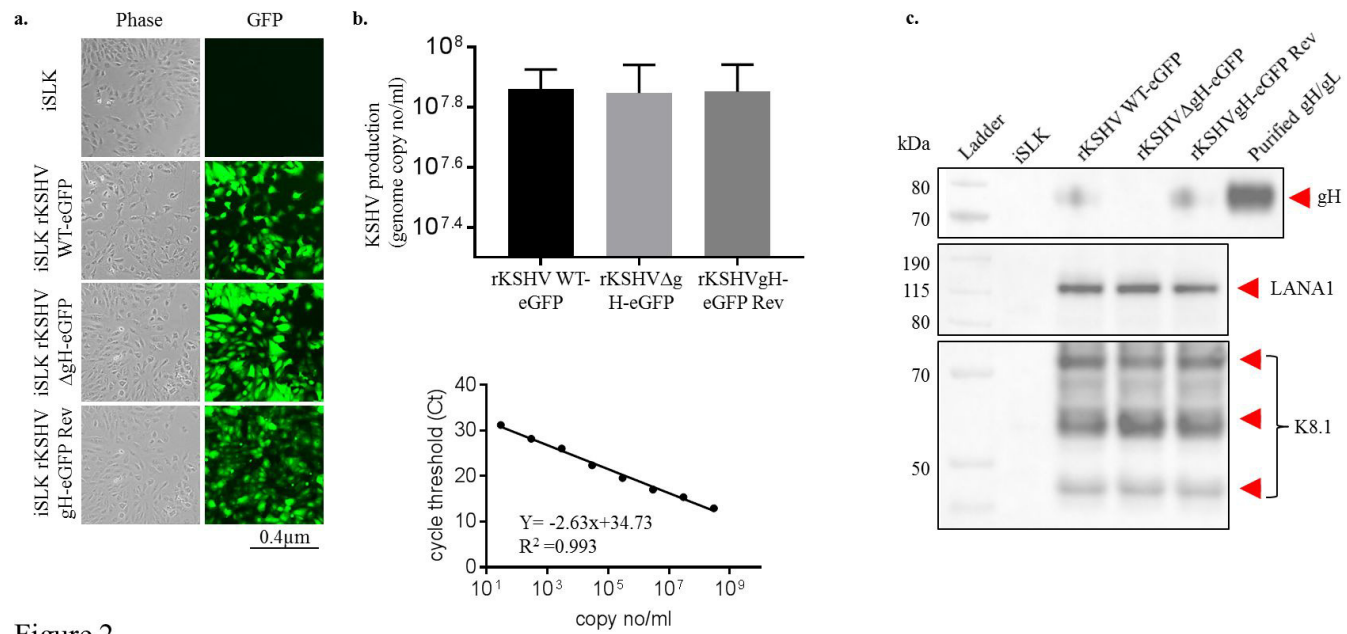 a.
Phase
GFP
iSLK
iSLK rKSHV
WT-eGFP
iSLK rKSHV
ΔgH-eGFP
iSLK rKSHV
gH-eGFP Rev
0.4µm
b.
KSHV production
(genome copy no/ml)
10^8
10^7.8
10^7.6
10^7.4
rKSHV WT-
eGFP
rKSHVΔg
H-eGFP
rKSHVgH-
eGFP Rev
cycle threshold (Ct)
40
30
20
10
0
Y= -2.63x+34.73
R² =0.993
10^1
10^3
10^5
10^7
10^9
copy no/ml
c.
kDa
Ladder
iSLK
rKSHV WT-eGFP
rKSHVΔgH-eGFP
rKSHVgH-eGFP Rev
Purified gH/gL
80
70
gH
190
115
80
LANA1
70
50
K8.1